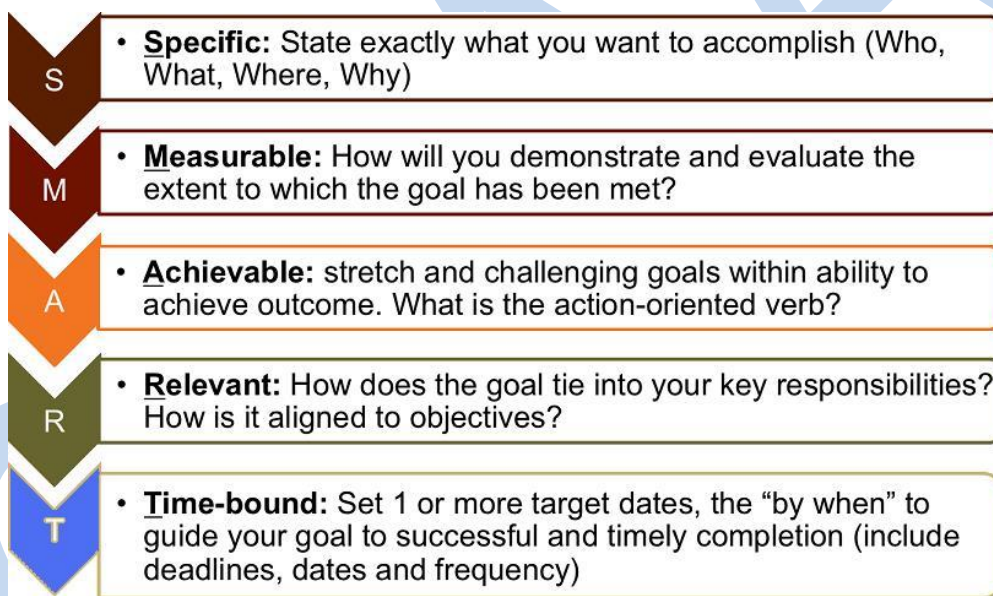 S
• Specific: State exactly what you want to accomplish (Who,
What, Where, Why)
M
• Measurable: How will you demonstrate and evaluate the
extent to which the goal has been met?
A
• Achievable: stretch and challenging goals within ability to
achieve outcome. What is the action-oriented verb?
R
• Relevant: How does the goal tie into your key responsibilities?
How is it aligned to objectives?
T
• Time-bound: Set 1 or more target dates, the “by when” to
guide your goal to successful and timely completion (include
deadlines, dates and frequency)